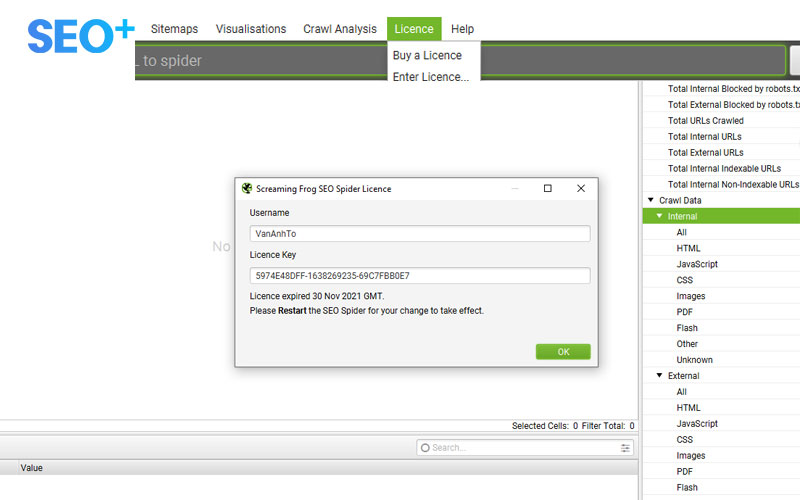 SEO+
Sitemaps Visualisations Crawl Analysis Licence Help
Buy a Licence
Enter Licence...
to spider
Total Internal Blocked by robots.tx
Total External Blocked by robots.tx
Total URLs Crawled
Total Internal URLs
Total External URLs
Total Internal Indexable URLs
Total Internal Non-Indexable URLs
Crawl Data
Internal
All
HTML
JavaScript
CSS
Images
PDF
Flash
Other
Unknown
External
All
HTML
JavaScript
CSS
Images
PDF
Flash
No
Screaming Frog SEO Spider Licence
Username
VanAnhTo
Licence Key
5974E48DFF-1638269235-69C7FBB0E7
Licence expired 30 Nov 2021 GMT.
Please Restart the SEO Spider for your change to take effect.
OK
Selected Cells: 0 Filter Total: 0
Search...
Value